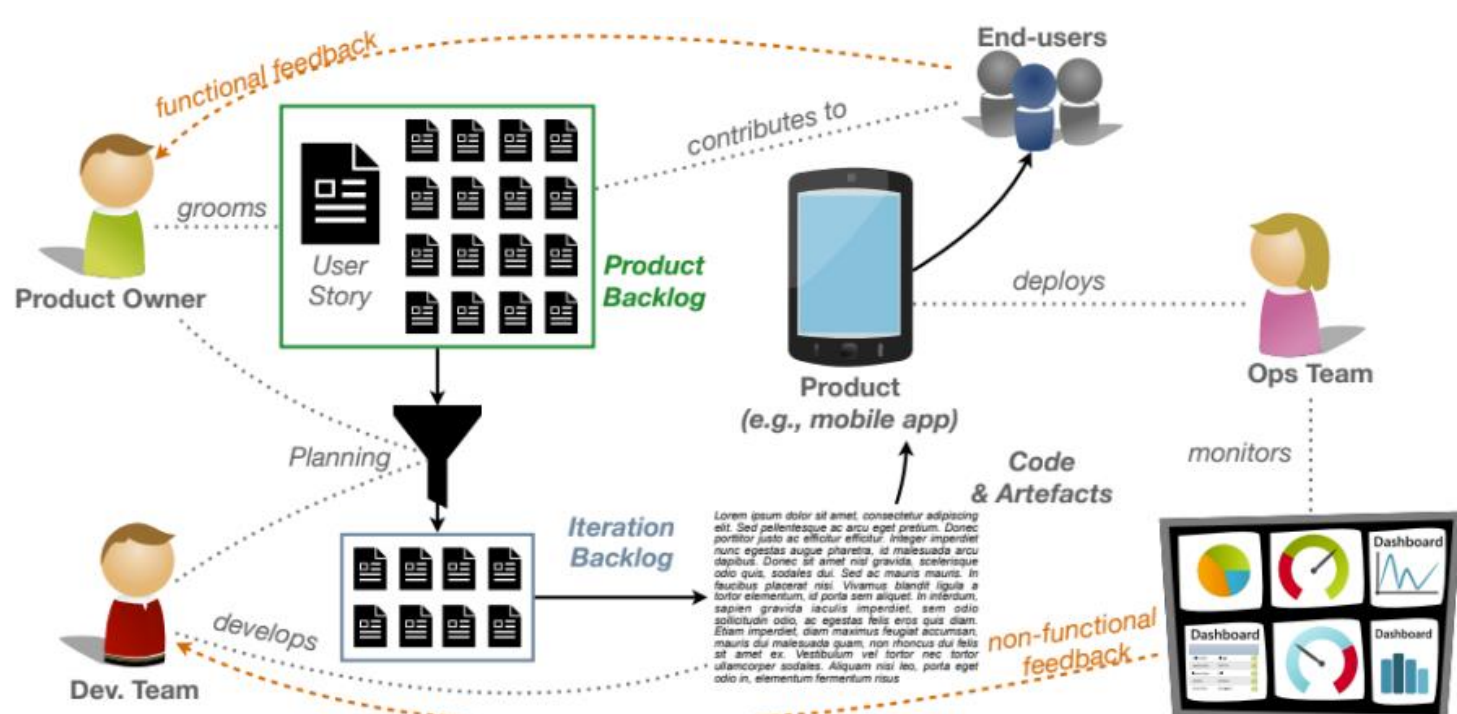 End-users
functional feedback
contributes to
grooms
User
Story
Product
Backlog
Product Owner
deploys
Ops Team
Product
(e.g., mobile app)
Planning
monitors
Code
& Artefacts
Iteration
Backlog
Lorem ipsum dolor sit amet, consectetur adipiscing
elit. Sed pellentesque ac arcu eget pretium. Donec
porttitor justo ac efficitur efficitur. Integer imperdiet
nunc egestas augue pharetra, id malesuada arcu
dapibus. Donec sit amet nisl gravida, scelerisque
odio quis, sodales dui. Sed ac mauris mauris. In
faucibus placerat nisi. Vivamus blandit ligula a
tortor elementum, id porta sem aliquet. In interdum,
sapien gravida iaculis imperdiet, sem odio
sollicitudin odio, ac egestas felis eros quis diam.
Etiam imperdiet, diam maximus feugiat accumsan,
mauris dui malesuada quam, non rhoncus dui felis
sit amet ex. Vestibulum vel tortor nec tortor
ullamcorper sodales. Aliquam nisi leo, porta eget
odio in, elementum fermentum risus
Dashboard
Dashboard
Dashboard
develops
non-functional
feedback
Dev. Team